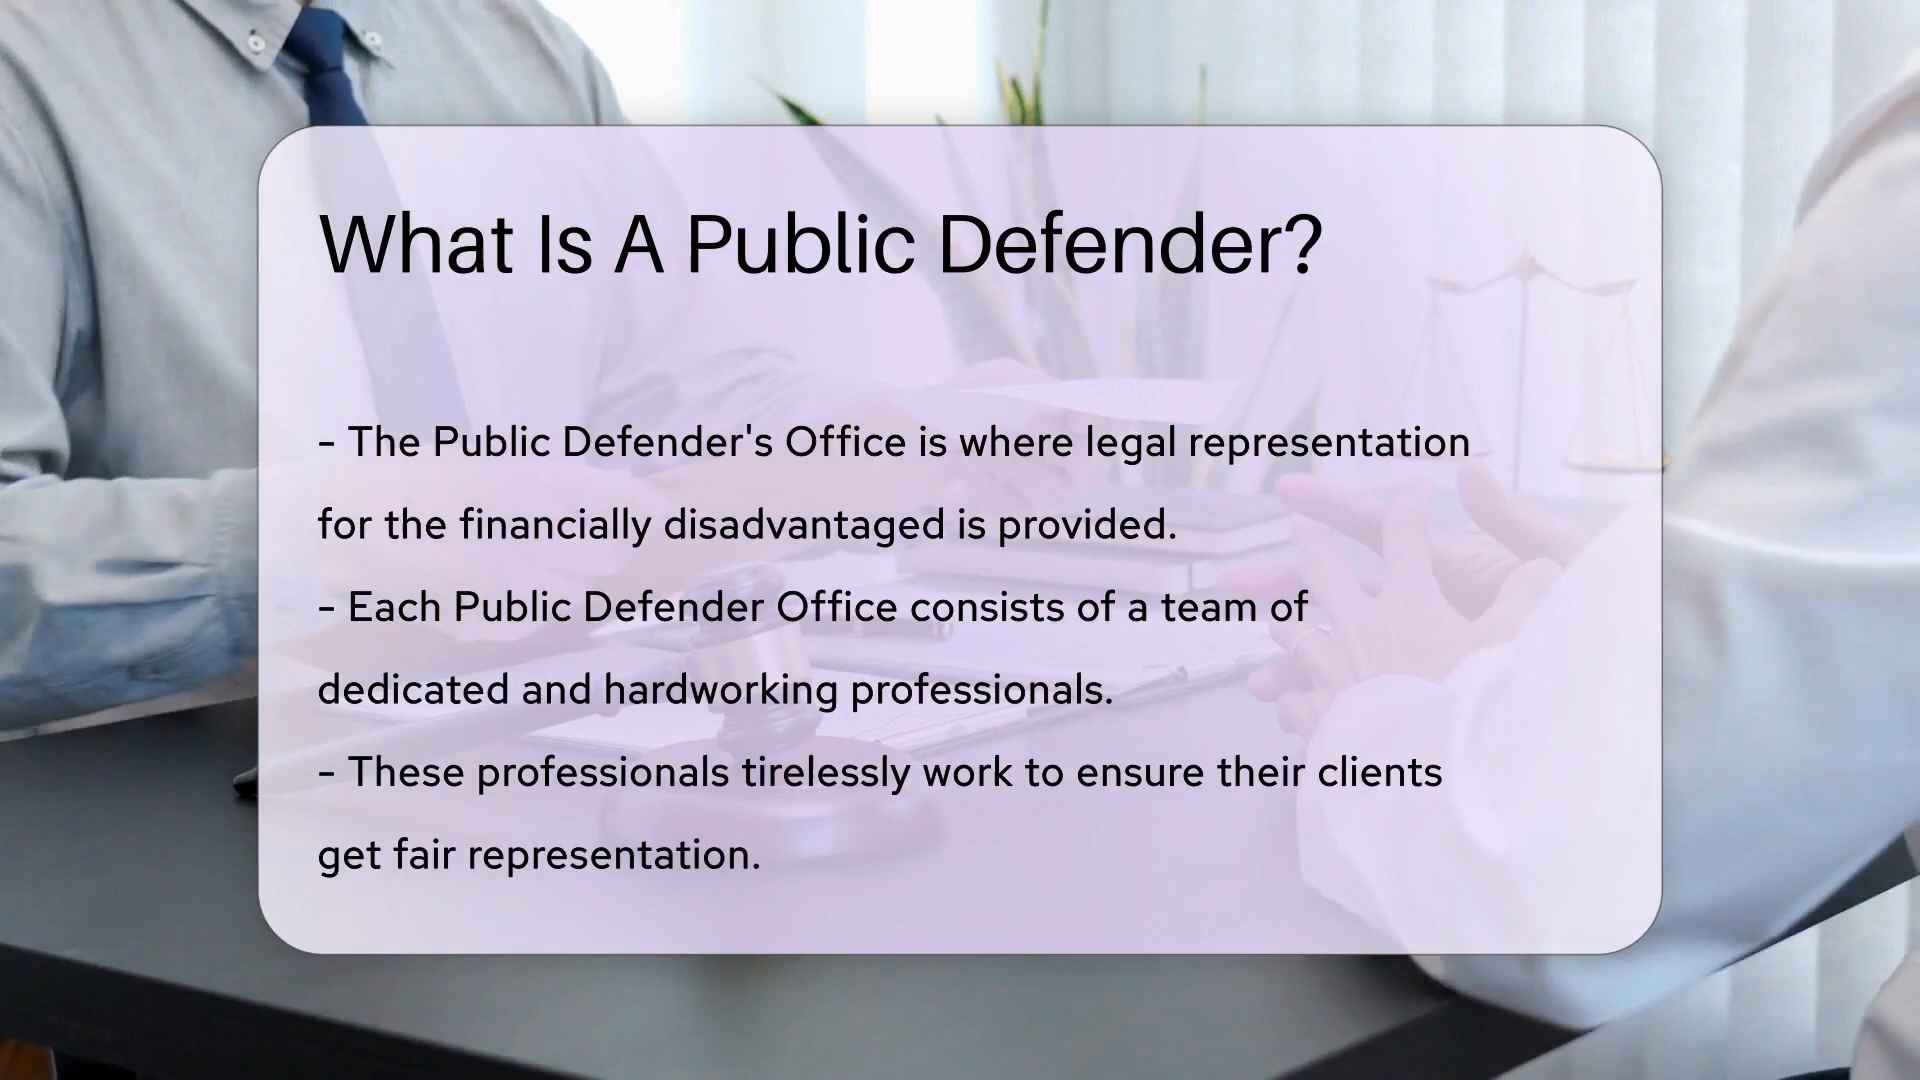 What Is A Public Defender?
- The Public Defender's Office is where legal representation
for the financially disadvantaged is provided.
- Each Public Defender Office consists of a team of
dedicated and hardworking professionals.
- These professionals tirelessly work to ensure their clients
get fair representation.